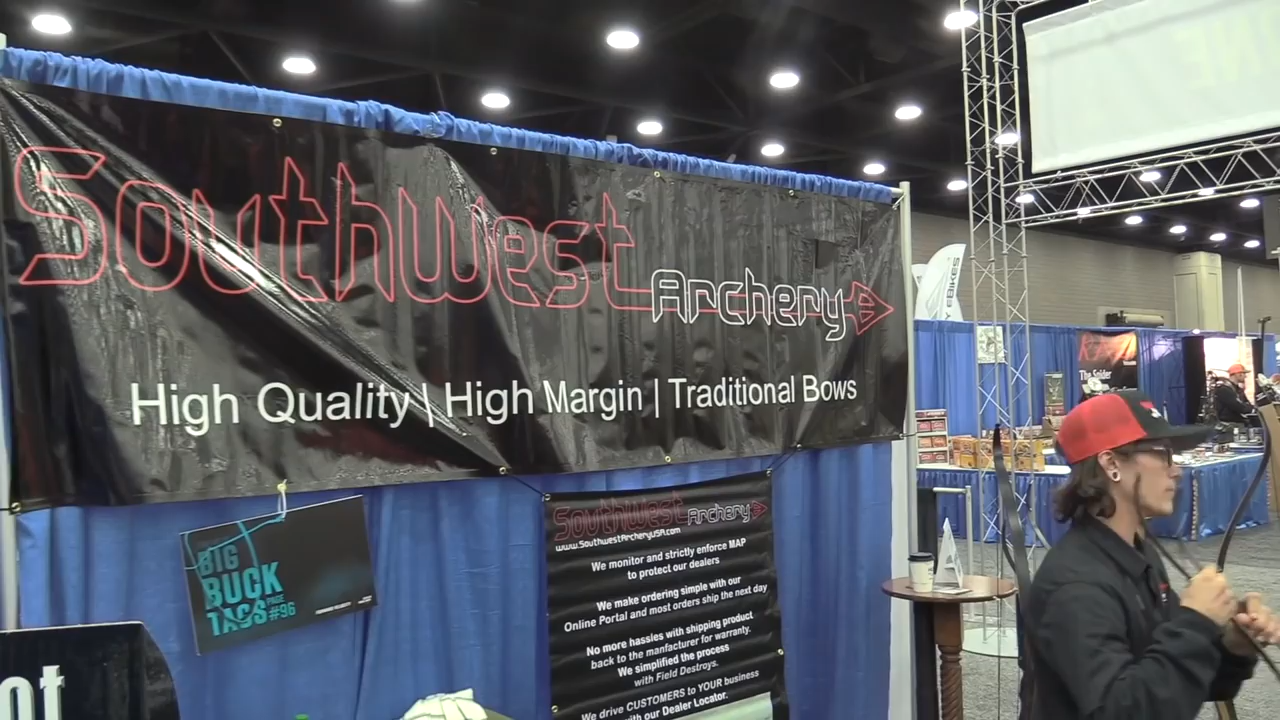 Southwest
Archery
High Quality | High Margin | Traditional Bows
BIG
BUCK
TAGS
PAGE
#96
Southwest Archery
www.SouthwestArcheryUSA.com
We monitor and strictly enforce MAP
to protect our dealers
We make ordering simple with our
Online Portal and most orders ship the next day
No more hassles with shipping product
back to the manfacturer for warranty.
We simplified the process
with Field Destroys.
We drive CUSTOMERS to YOUR business
with our Dealer Locator.
ot
EBIKES
The Spider